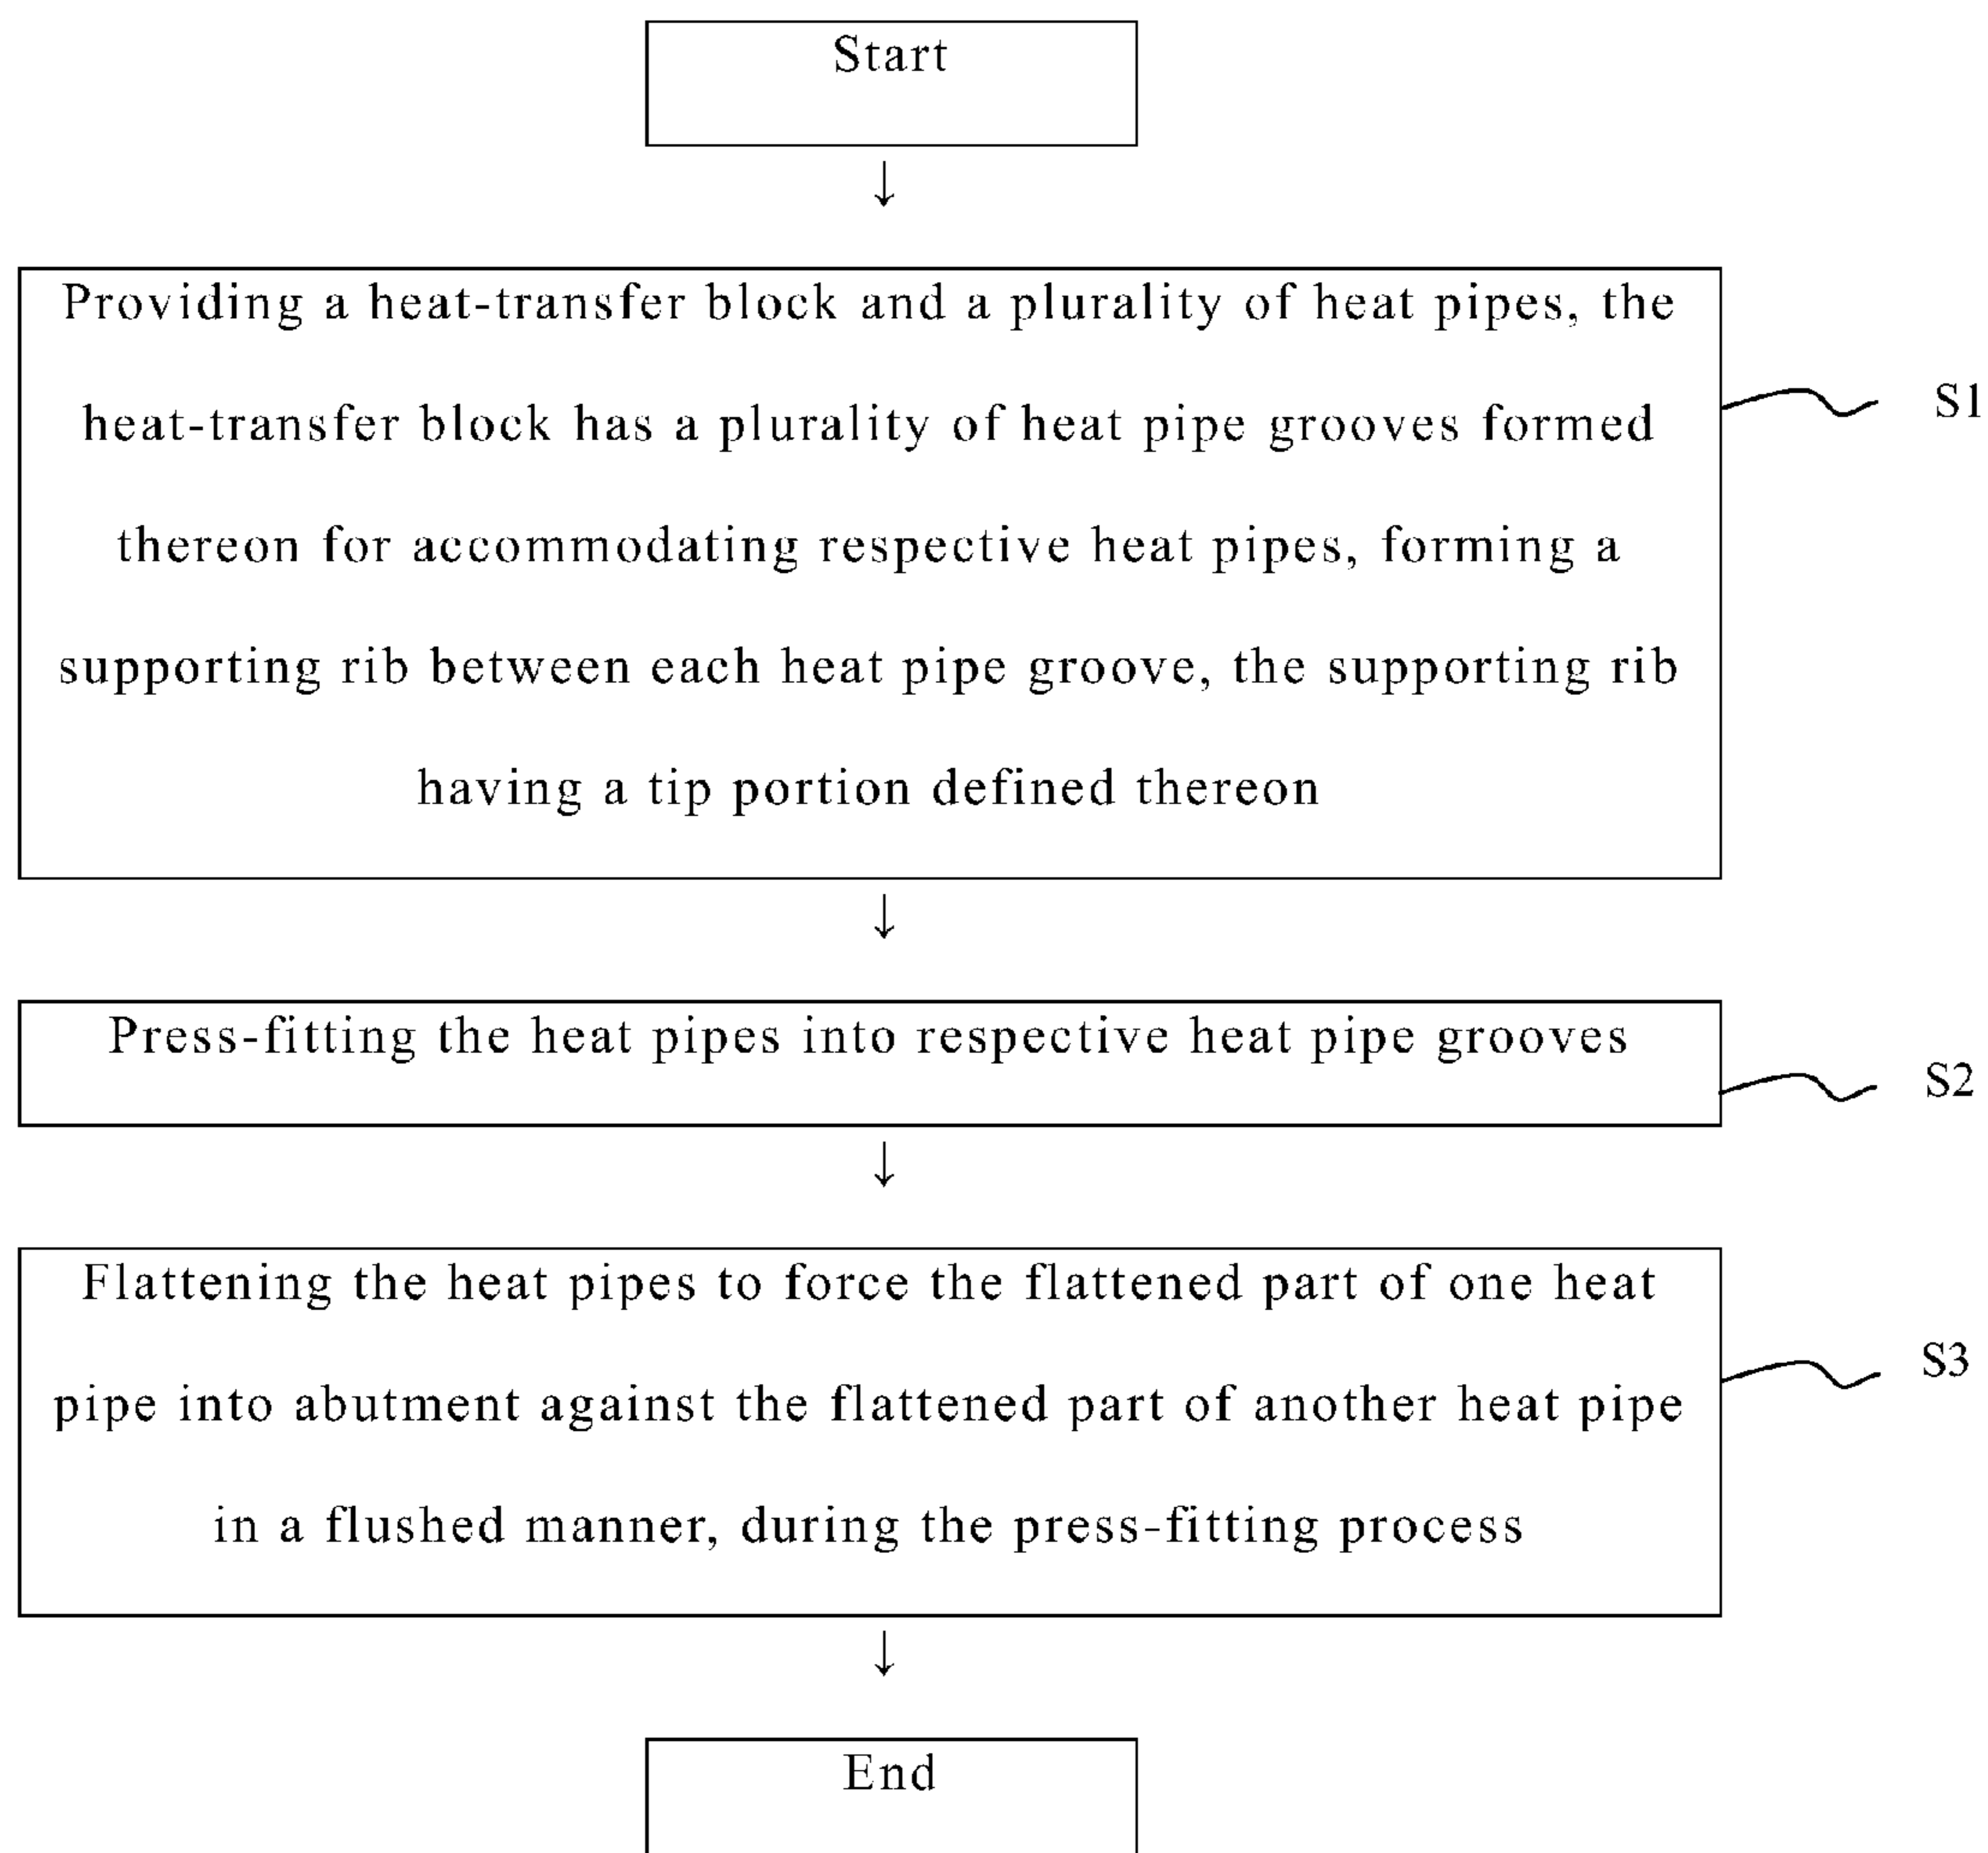 Start
↓
Providing a heat-transfer block and a plurality of heat pipes, the
heat-transfer block has a plurality of heat pipe grooves formed
thereon for accommodating respective heat pipes, forming a
supporting rib between each heat pipe groove, the supporting rib
having a tip portion defined thereon
S1
↓
Press-fitting the heat pipes into respective heat pipe grooves
S2
↓
Flattening the heat pipes to force the flattened part of one heat
pipe into abutment against the flattened part of another heat pipe
in a flushed manner, during the press-fitting process
S3
↓
End